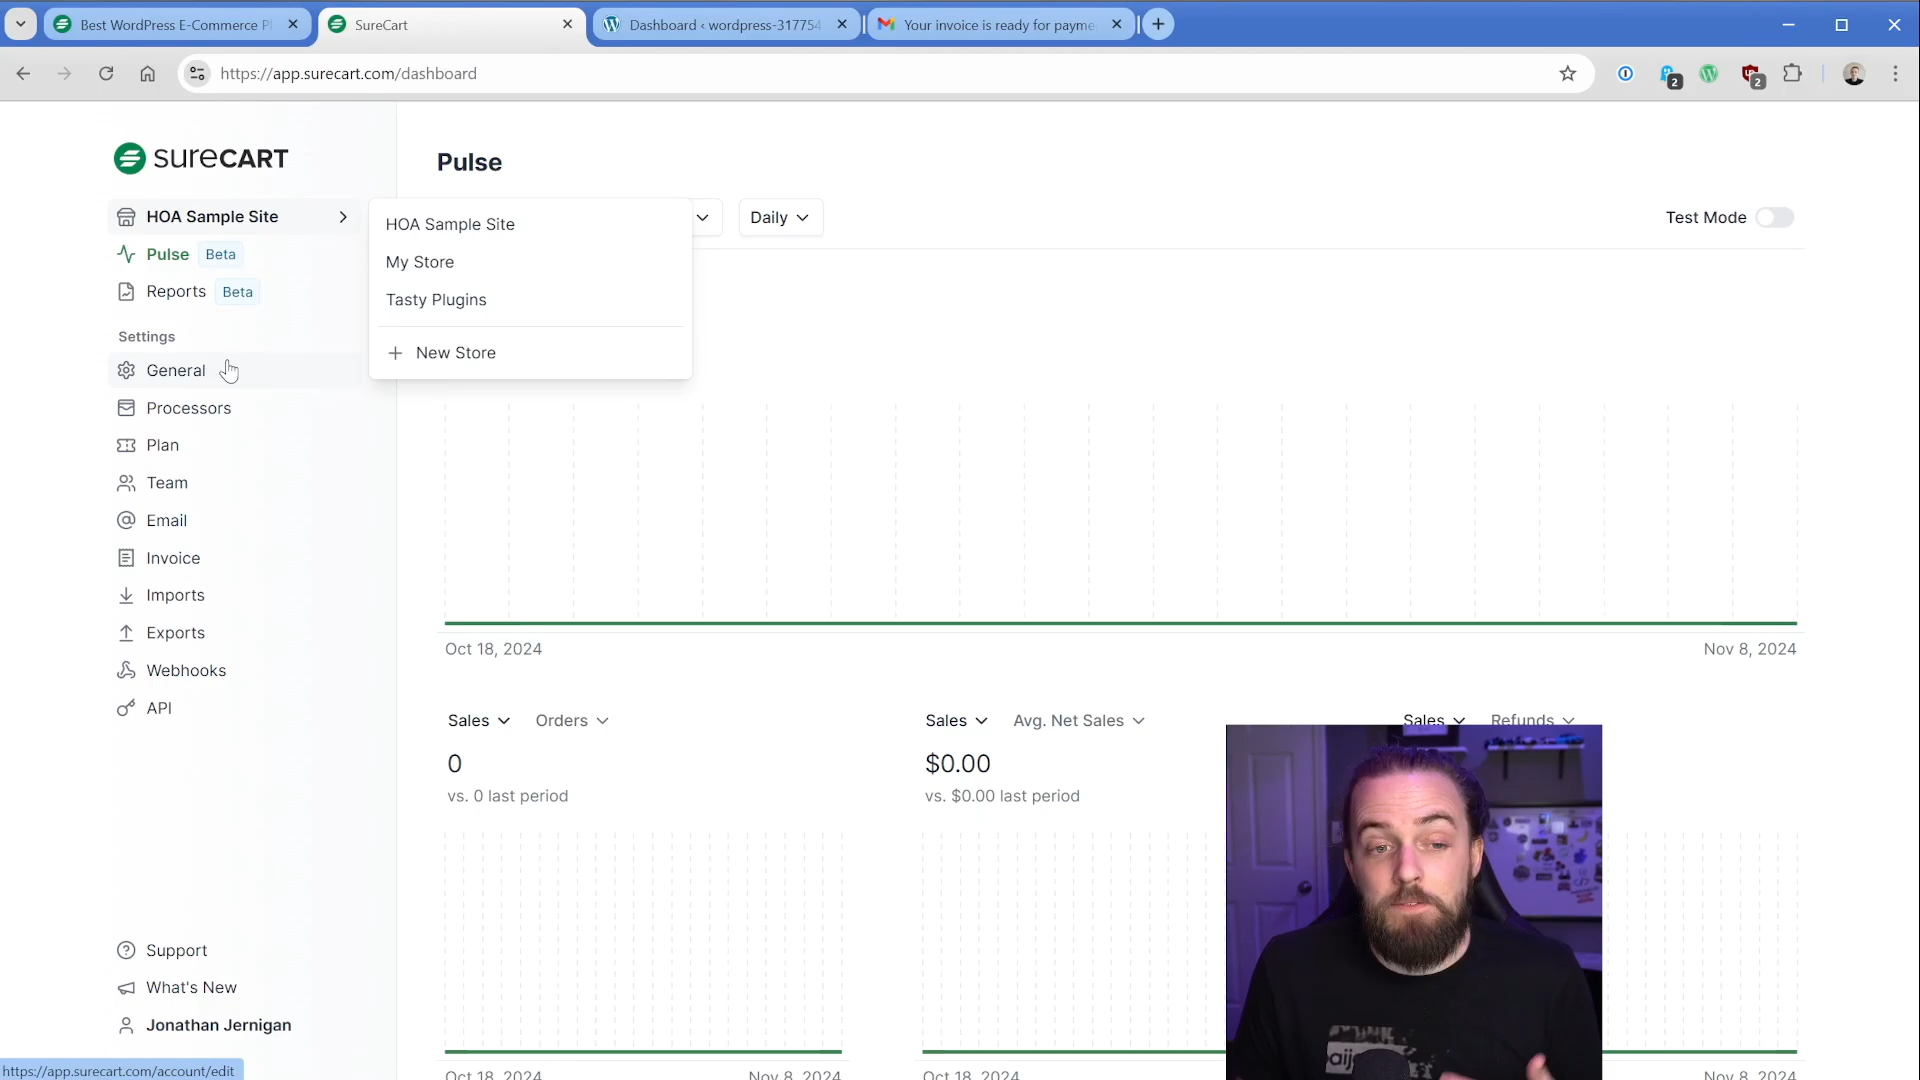 Best WordPress E-Commerce Pl
SureCart
Dashboard ‹ wordpress-317754
Your invoice is ready for payme
https://app.surecart.com/dashboard
2
2
sureCART
Pulse
HOA Sample Site
HOA Sample Site
Daily
Test Mode
Pulse
Beta
My Store
Reports
Beta
Tasty Plugins
Settings
New Store
General
Processors
Plan
Team
Email
Invoice
Imports
Exports
Oct 18, 2024
Nov 8, 2024
Webhooks
API
Sales
Orders
Sales
Avg. Net Sales
Sales
Refunds
0
$0.00
vs. 0 last period
vs. $0.00 last period
Support
What's New
Jonathan Jernigan
https://app.surecart.com/account/edit
Oct 18, 2024
Nov 8, 2024
Oct 18, 2024
Nov 8, 2024